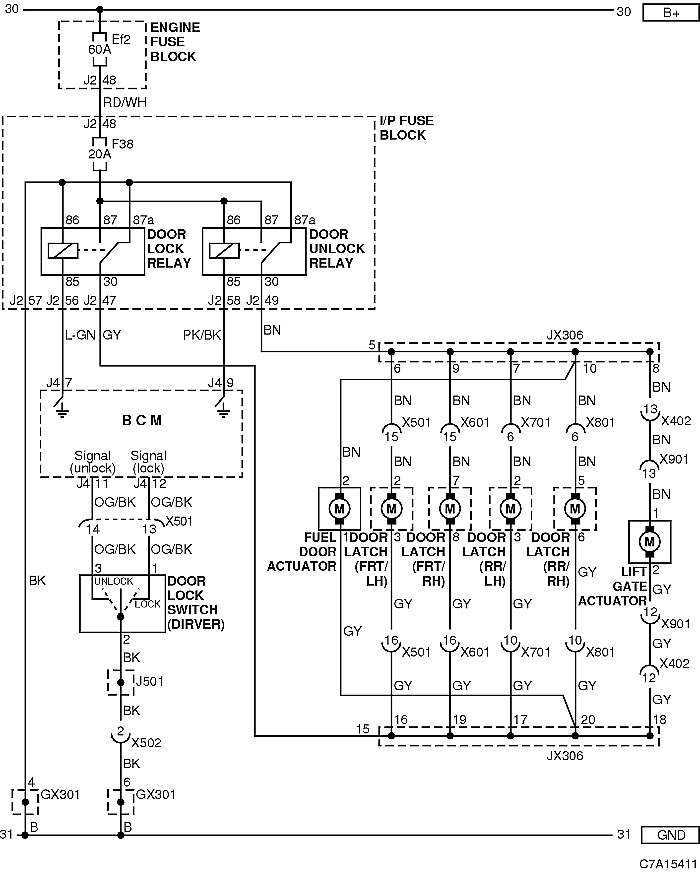 30 30 B+
Ef2
60A
ENGINE
FUSE
BLOCK
J2 48
RD/WH
J2 48
I/P FUSE
BLOCK
F38
20A
86 87 87a
DOOR
LOCK
RELAY
86 87 87a
DOOR
UNLOCK
RELAY
85 30 85 30
J2 57 J2 56 J2 47 J2 58 J2 49
L-GN GY PK/BK BN
5 JX306
6 9 7 10 8
J4 7 J4 9
BCM
BN BN BN BN BN
X501 X601 X701 X801
15 15 6 6
13 X402
BN
X901
13
BN BN BN BN BN BN
Signal
(unlock)
Signal
(lock)
J4 11 J4 12
OG/BK OG/BK
X501
14 13
OG/BK OG/BK
2 2 7 2 5 1
M M M M M M
1 3 8 3 6 2
FUEL
DOOR
ACTUATOR
DOOR
LATCH
(FRT/
LH)
DOOR
LATCH
(FRT/
RH)
DOOR
LATCH
(RR/
LH)
DOOR
LATCH
(RR/
RH)
LIFT
GATE
ACTUATOR
GY GY
BK
3 1
UNLOCK
LOCK
DOOR
LOCK
SWITCH
(DIRVER)
2
BK
GY GY GY GY
12 X901
GY
16 16 10 10
X501 X601 X701 X801
GY
X402
12
J501
BK
GY GY GY GY GY
2
X502
BK
15 16 19 17 20 18
JX306
4 6
GX301 GX301
B B
31 31 GND
C7A15411